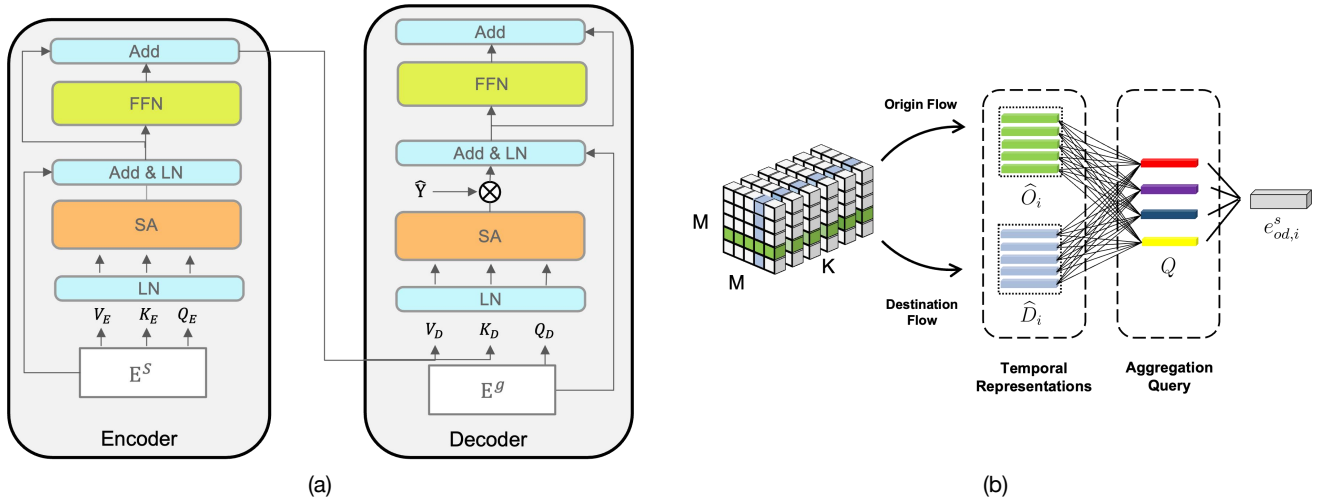 Add
FFN
Add & LN
SA
LN
V_E K_E Q_E
E^S
Encoder
Add
FFN
Add & LN
Ŷ
SA
LN
V_D K_D Q_D
E^g
Decoder
(a)
Origin Flow
M
M
K
Destination
Flow
Ô_i
D̂_i
Temporal
Representations
Q
Aggregation
Query
e^s_{od,i}
(b)